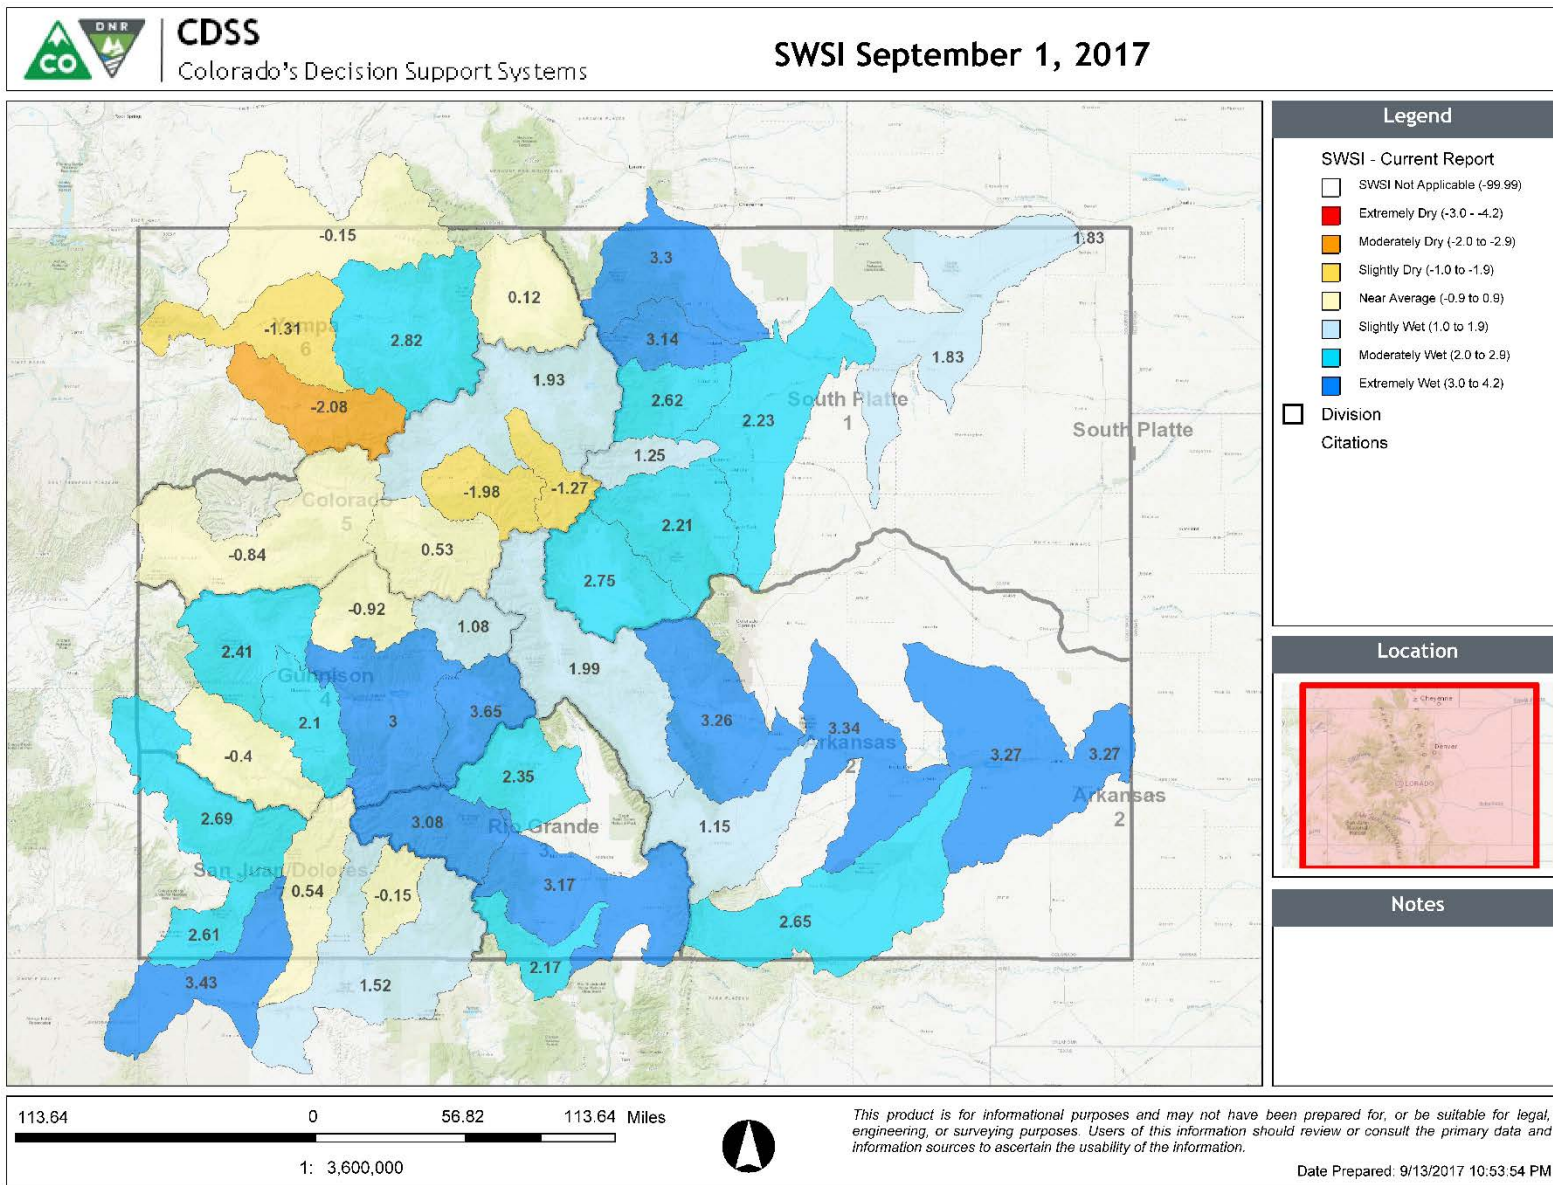 CO
DNR
CDSS
Colorado's Decision Support Systems
SWSI September 1, 2017
-0.15
1.83
3.3
0.12
-1.31
Yampa
6
2.82
3.14
1.83
1.93
-2.08
2.62
South Platte
1
2.23
South Platte
1.25
-1.98
-1.27
Colorado
5
2.21
-0.84
0.53
2.75
-0.92
1.08
2.41
1.99
Gunnison
4
2.1
3
3.65
3.26
3.34
Arkansas
2
3.27
3.27
-0.4
2.35
Arkansas
2
2.69
3.08
Rio Grande
3
1.15
San Juan/Dolores
0.54
-0.15
3.17
2.61
2.65
2.17
3.43
1.52
Legend
SWSI - Current Report
SWSI Not Applicable (-99.99)
Extremely Dry (-3.0 - -4.2)
Moderately Dry (-2.0 to -2.9)
Slightly Dry (-1.0 to -1.9)
Near Average (-0.9 to 0.9)
Slightly Wet (1.0 to 1.9)
Moderately Wet (2.0 to 2.9)
Extremely Wet (3.0 to 4.2)
Division
Citations
Location
Cheyenne
Denver
COLORADO
Notes
113.64 0 56.82 113.64 Miles
1: 3,600,000
This product is for informational purposes and may not have been prepared for, or be suitable for legal,
engineering, or surveying purposes. Users of this information should review or consult the primary data and
information sources to ascertain the usability of the information.
Date Prepared: 9/13/2017 10:53:54 PM